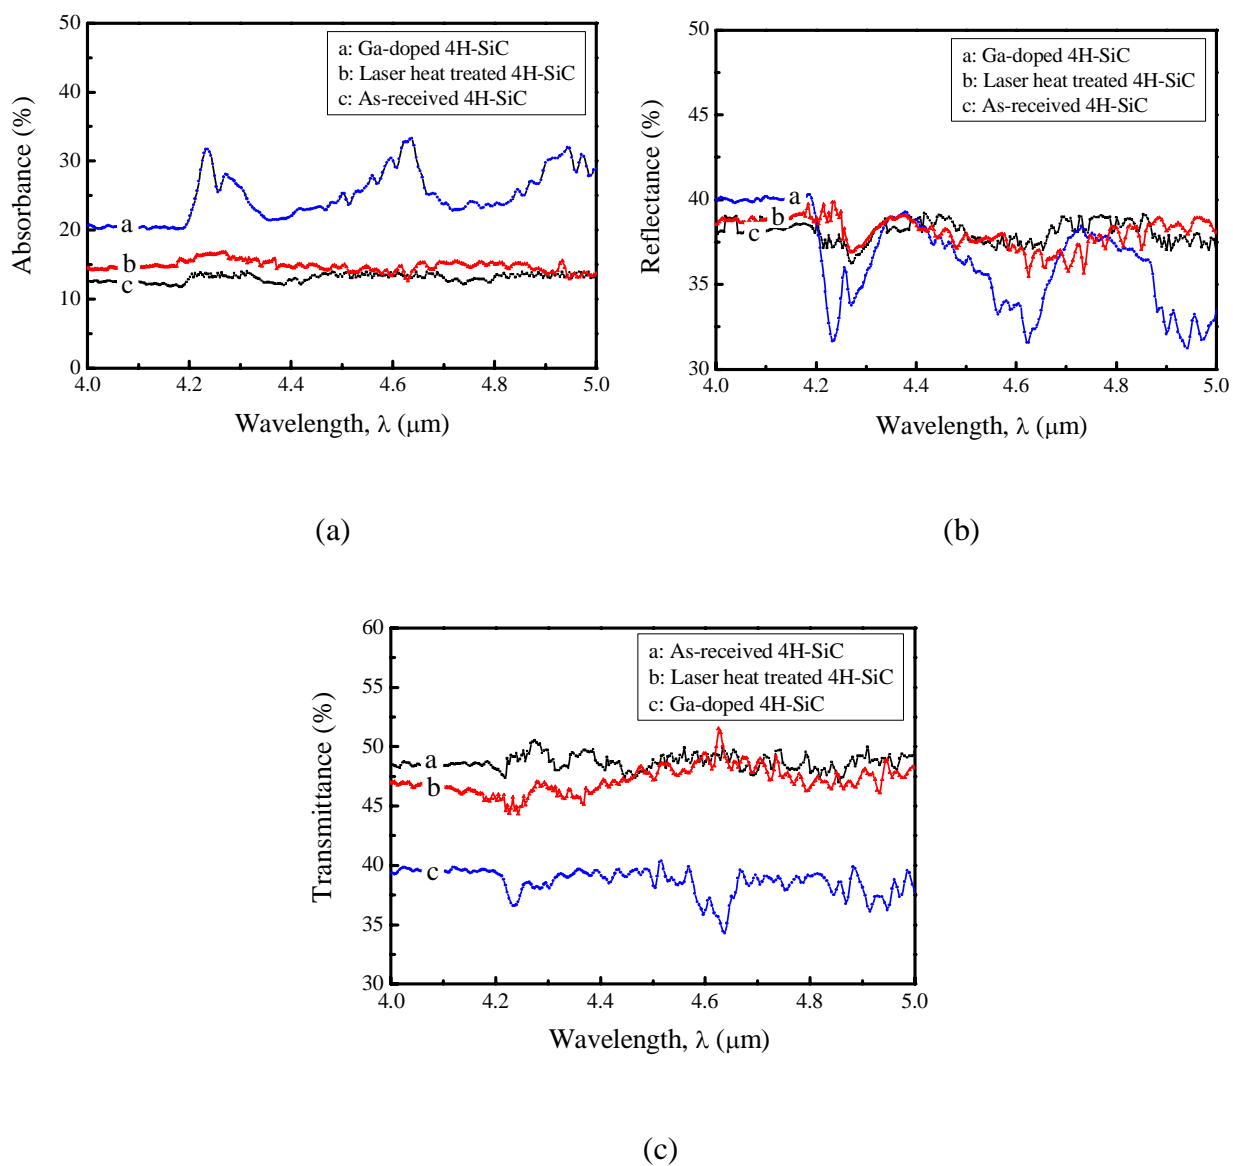 50
40
30
20
10
0
Absorbance (%)
a: Ga-doped 4H-SiC
b: Laser heat treated 4H-SiC
c: As-received 4H-SiC
a
b
c
4.0 4.2 4.4 4.6 4.8 5.0
Wavelength, λ (μm)
(a)
50
45
40
35
30
Reflectance (%)
a: Ga-doped 4H-SiC
b: Laser heat treated 4H-SiC
c: As-received 4H-SiC
a
b
c
4.0 4.2 4.4 4.6 4.8 5.0
Wavelength, λ (μm)
(b)
60
55
50
45
40
35
30
Transmittance (%)
a: As-received 4H-SiC
b: Laser heat treated 4H-SiC
c: Ga-doped 4H-SiC
a
b
c
4.0 4.2 4.4 4.6 4.8 5.0
Wavelength, λ (μm)
(c)